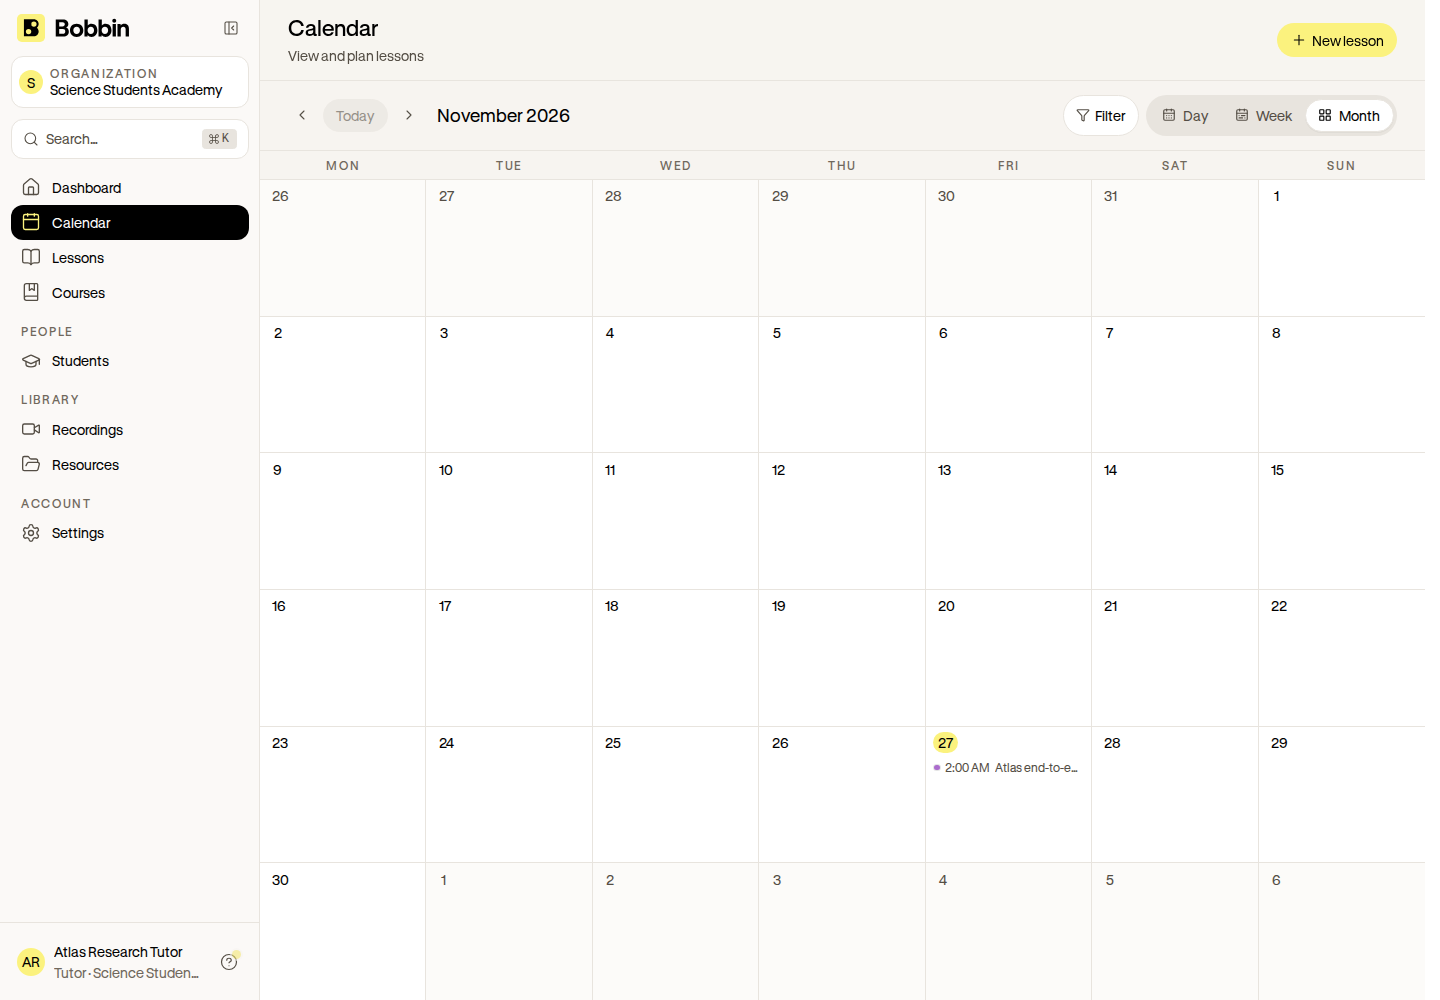 Bobbin
ORGANIZATION
S Science Students Academy
Search... ⌘ K
Dashboard
Calendar
Lessons
Courses
PEOPLE
Students
LIBRARY
Recordings
Resources
ACCOUNT
Settings
AR Atlas Research Tutor
Tutor · Science Studen...
Calendar
View and plan lessons
+ New lesson
Today November 2026 Filter Day Week Month
MON TUE WED THU FRI SAT SUN
26 27 28 29 30 31 1
2 3 4 5 6 7 8
9 10 11 12 13 14 15
16 17 18 19 20 21 22
23 24 25 26 27 28 29
2:00 AM Atlas end-to-e...
30 1 2 3 4 5 6